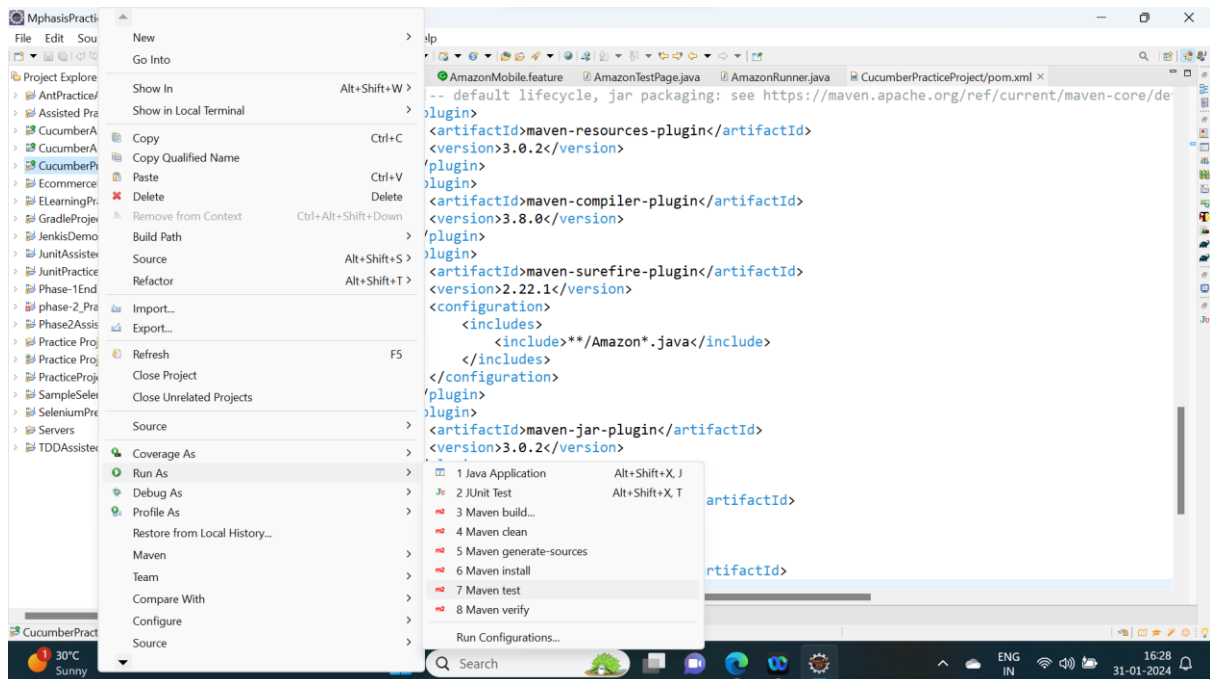 MphasisPracti
File Edit Sou
elp
Project Explore
AntPractice
Assisted Pra
CucumberA
CucumberA
CucumberPr
Ecommerce
ELearningPr
GradleProje
JenkisDemo
JunitAssiste
JunitPractice
Phase-1End
phase-2_Pra
Phase2Assis
Practice Proj
Practice Proj
PracticeProje
SampleSele
SeleniumPre
Servers
TDDAssisted
CucumberPract
New
Go Into
Show In Alt+Shift+W
Show in Local Terminal
Copy Ctrl+C
Copy Qualified Name
Paste Ctrl+V
Delete Delete
Remove from Context Ctrl+Alt+Shift+Down
Build Path
Source Alt+Shift+S
Refactor Alt+Shift+T
Import...
Export...
Refresh F5
Close Project
Close Unrelated Projects
Source
Coverage As
Run As
Debug As
Profile As
Restore from Local History...
Maven
Team
Compare With
Configure
Source
1 Java Application Alt+Shift+X, J
2 JUnit Test Alt+Shift+X, T
3 Maven build...
4 Maven clean
5 Maven generate-sources
6 Maven install
7 Maven test
8 Maven verify
Run Configurations...
AmazonMobile.feature AmazonTestPage.java AmazonRunner.java CucumberPracticeProject/pom.xml
-- default lifecycle, jar packaging: see https://maven.apache.org/ref/current/maven-core/de
plugin>
<artifactId>maven-resources-plugin</artifactId>
<version>3.0.2</version>
/plugin>
plugin>
<artifactId>maven-compiler-plugin</artifactId>
<version>3.8.0</version>
/plugin>
plugin>
<artifactId>maven-surefire-plugin</artifactId>
<version>2.22.1</version>
<configuration>
<includes>
<include>**/Amazon*.java</include>
</includes>
</configuration>
/plugin>
plugin>
<artifactId>maven-jar-plugin</artifactId>
<version>3.0.2</version>
artifactId>
rtifactId>
1
30°C
Sunny
Search
ENG
IN
16:28
31-01-2024